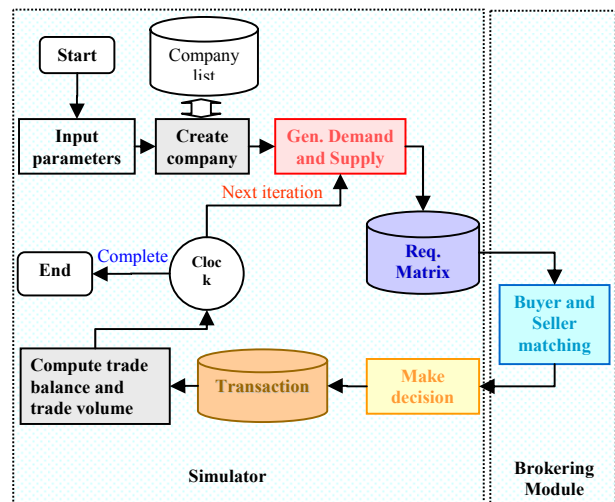 Start
Company
list
Input
parameters
Create
company
Gen. Demand
and Supply
Next iteration
Req.
Matrix
End
Complete
Cloc
k
Buyer and
Seller
matching
Compute trade
balance and
trade volume
Transaction
Make
decision
Simulator
Brokering
Module